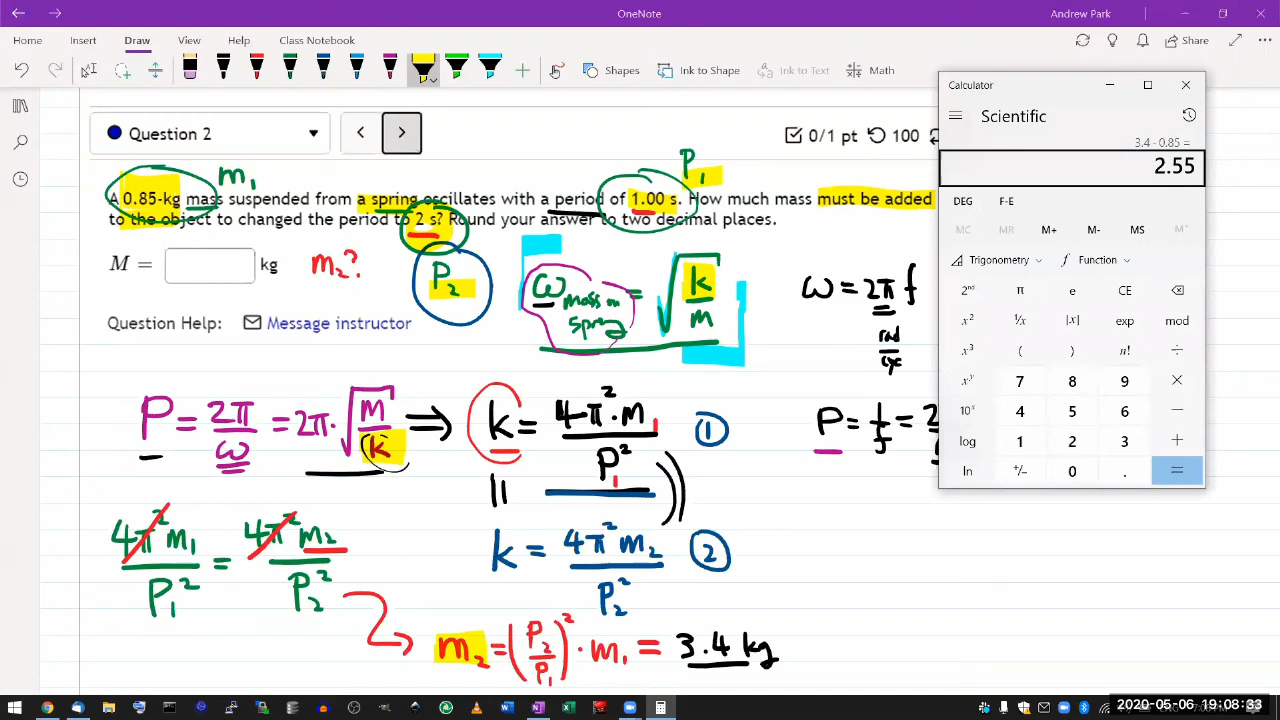 OneNote
Andrew Park
Home Insert Draw View Help Class Notebook
Share
Shapes Ink to Shape Ink to Text Math
Question 2
0/1 pt 100
m1 P1
A 0.85-kg mass suspended from a spring oscillates with a period of 1.00 s. How much mass must be added
to the object to changed the period to 2 s? Round your answer to two decimal places.
M = kg m2? P2
Question Help: Message instructor
ω mass on spring = √(k/m)
ω = 2π f
rad
cyc
P = 2π/ω = 2π · √(m/k) ⇒ k = 4π² · m1 / P1² ①
P = 1/f = 2
4π² m1 / P1² = 4π² m2 / P2²
k = 4π² m2 / P2² ②
m2 = (P2/P1)² · m1 = 3.4 kg
Calculator
Scientific
3.4 - 0.85 =
2.55
DEG F-E
MC MR M+ M- MS M˅
Trigonometry Function
2nd π e CE
x² ¹/x |x| exp mod
x³ ) n! ÷
xʸ 7 8 9 ×
10ˣ 4 5 6 −
log 1 2 3 +
ln +/− 0 . =
2020-05-06 19:08:33